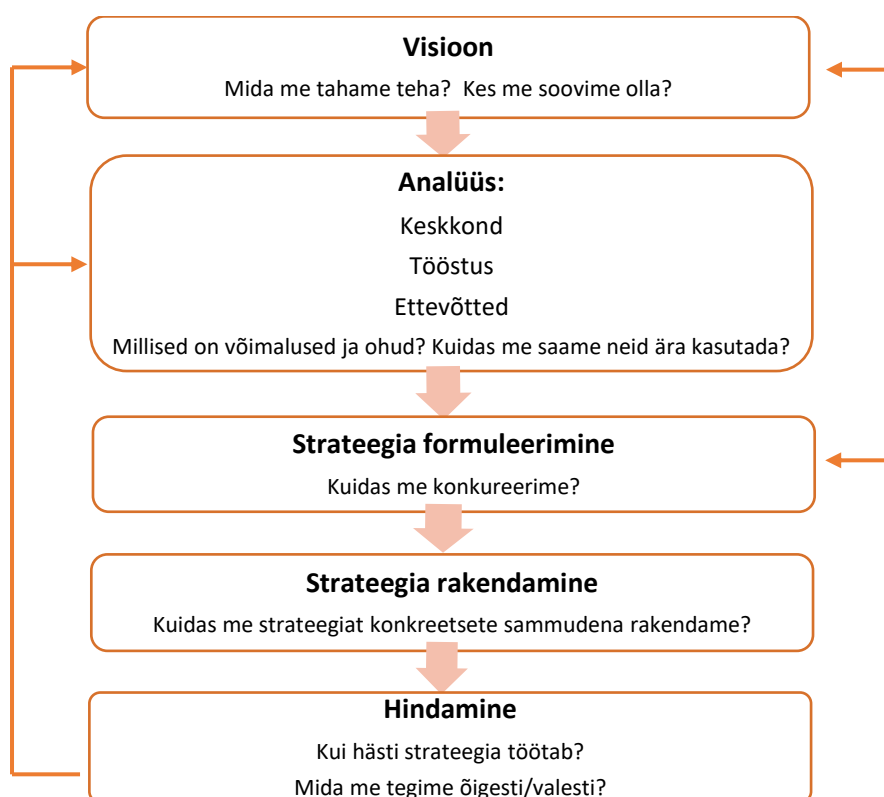 Visioon
Mida me tahame teha? Kes me soovime olla?
Analüüs:
Keskkond
Tööstus
Ettevõtted
Millised on võimalused ja ohud? Kuidas me saame neid ära kasutada?
Strateegia formuleerimine
Kuidas me konkureerime?
Strateegia rakendamine
Kuidas me strateegiat konkreetsete sammudena rakendame?
Hindamine
Kui hästi strateegia töötab?
Mida me tegime õigesti/valesti?